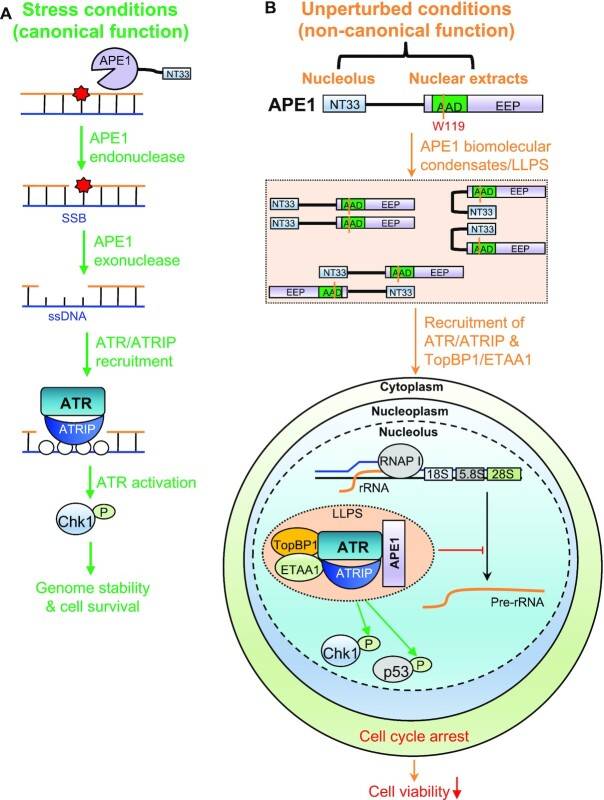 A
Stress conditions
(canonical function)
APE1
NT33
APE1
endonuclease
SSB
APE1
exonuclease
ssDNA
ATR/ATRIP
recruitment
ATR
ATRIP
ATR activation
Chk1
P
Genome stability
& cell survival
B
Unperturbed conditions
(non-canonical function)
Nucleolus
Nuclear extracts
APE1
NT33
AAD
EEP
W119
APE1 biomolecular
condensates/LLPS
NT33
AAD
EEP
NT33
AAD
EEP
AAD
EEP
NT33
NT33
AAD
EEP
NT33
AAD
EEP
EEP
AAD
NT33
Recruitment of
ATR/ATRIP &
TopBP1/ETAA1
Cytoplasm
Nucleoplasm
Nucleolus
RNAP I
18S
5.8S
28S
rRNA
LLPS
TopBP1
ETAA1
ATR
ATRIP
APE1
Pre-rRNA
Chk1
P
p53
P
Cell cycle arrest
Cell viability